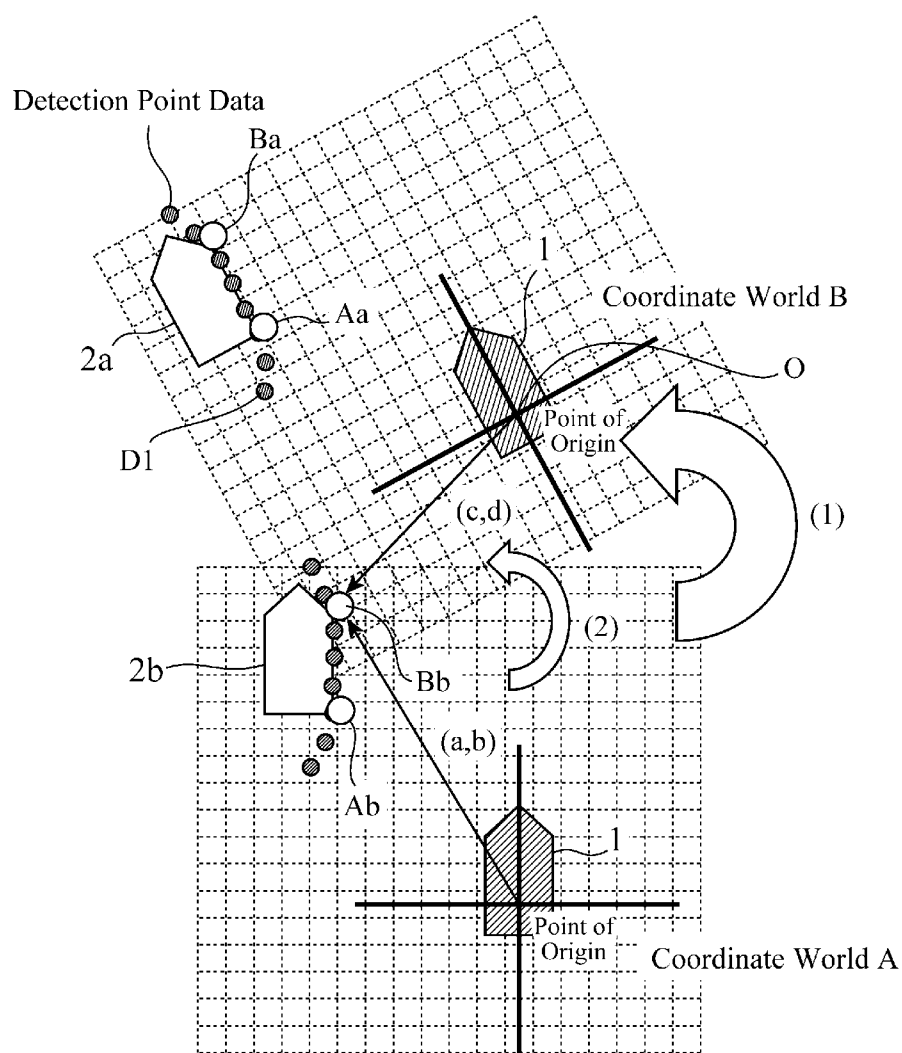 Detection Point Data
Ba
1
Coordinate World B
Aa
2a
O
Point of
Origin
D1
(c,d)
(1)
(2)
2b
Bb
(a,b)
Ab
1
Point of
Origin
Coordinate World A